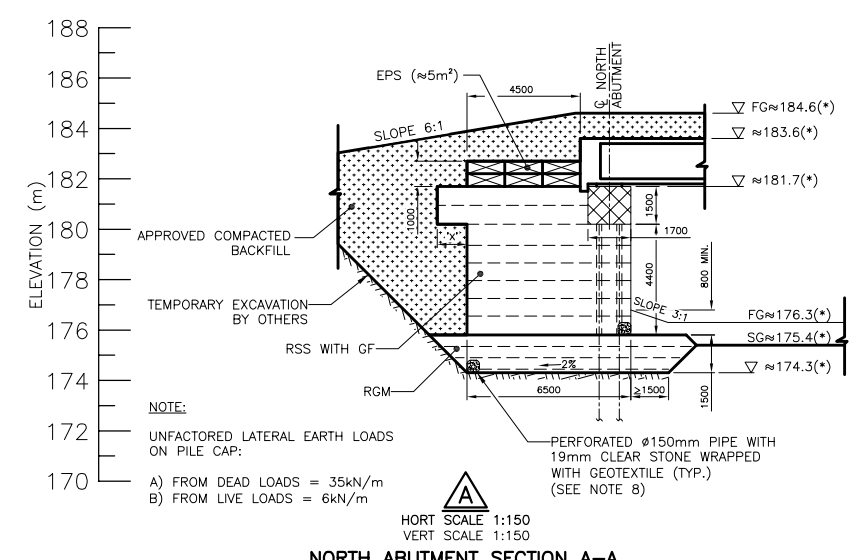 188
186
184
182
180
178
176
174
172
170
ELEVATION (m)
EPS (≈5m²)
4500
℄ NORTH
ABUTMENT
SLOPE 6:1
FG≈184.6(*)
≈183.6(*)
≈181.7(*)
1000
'X'
1500
1700
4400
800 MIN.
APPROVED COMPACTED
BACKFILL
TEMPORARY EXCAVATION
BY OTHERS
RSS WITH GF
RGM
SLOPE 3:1
FG≈176.3(*)
SG≈175.4(*)
≈174.3(*)
2%
6500
≥1500
1500
NOTE:
UNFACTORED LATERAL EARTH LOADS
ON PILE CAP:
A) FROM DEAD LOADS = 35kN/m
B) FROM LIVE LOADS = 6kN/m
PERFORATED Ø150mm PIPE WITH
19mm CLEAR STONE WRAPPED
WITH GEOTEXTILE (TYP.)
(SEE NOTE 8)
A
HORT SCALE 1:150
VERT SCALE 1:150
NORTH ABUTMENT SECTION A-A